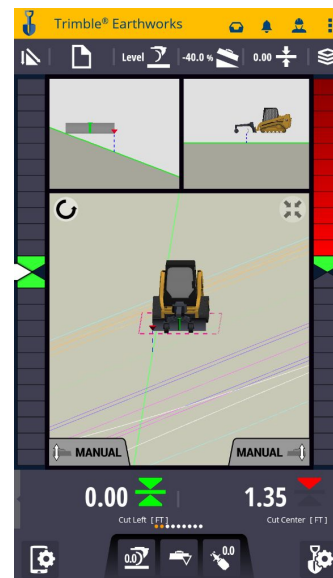 Trimble® Earthworks
Level -40.0 % 0.00
MANUAL MANUAL
0.00 1.35
Cut Left [FT] Cut Center [FT]
0.0 0.0